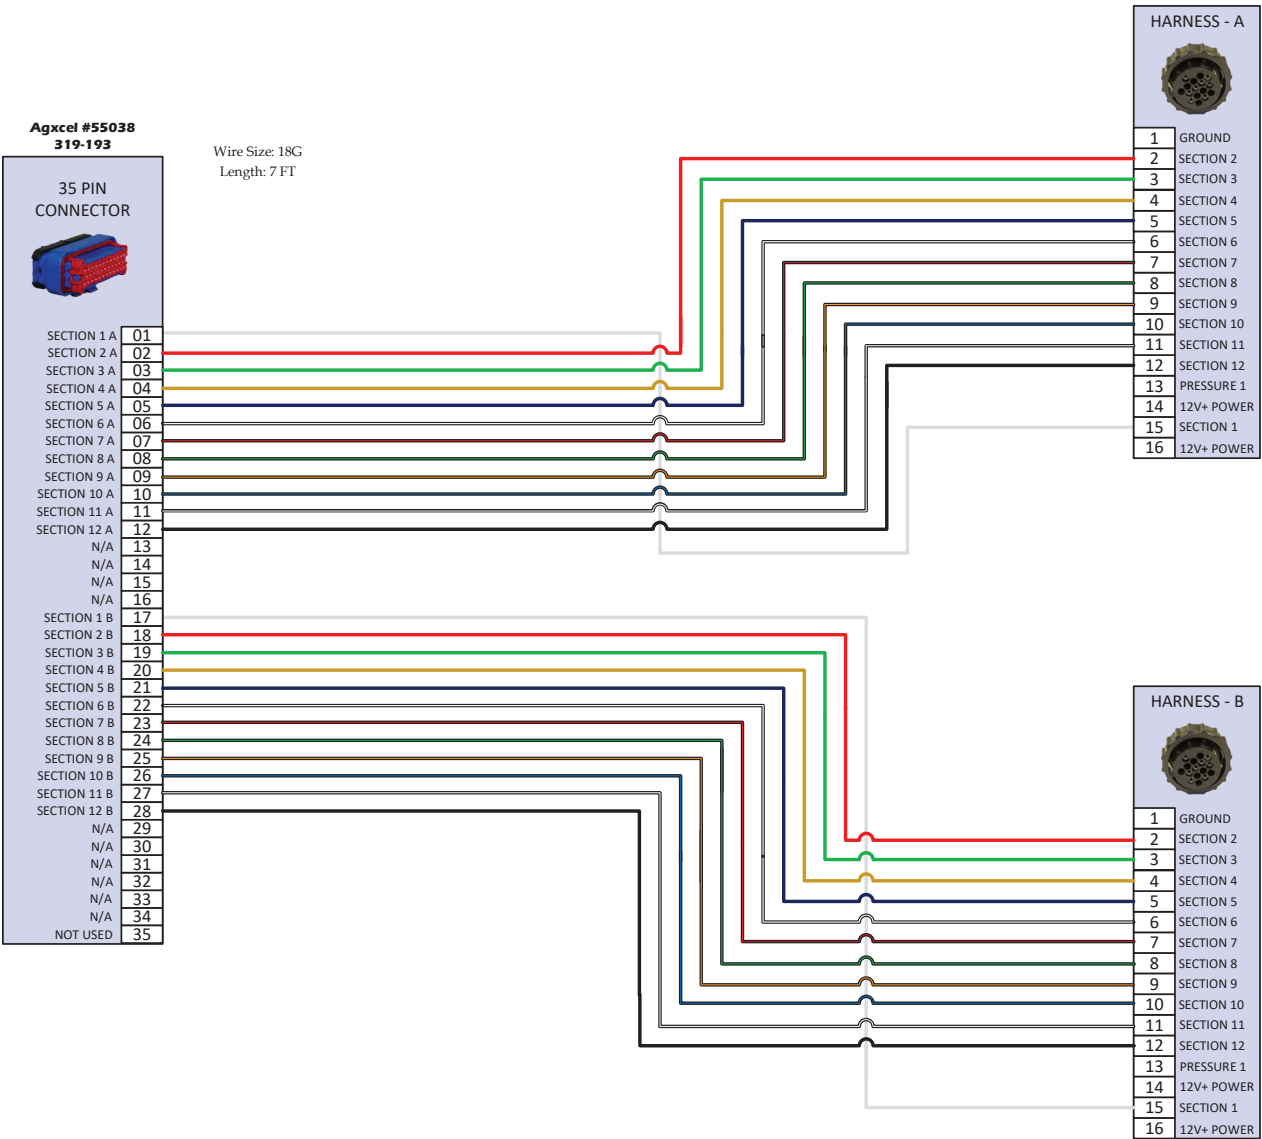 HARNESS - A
Agxcel #55038
319-193
Wire Size: 18G
Length: 7 FT
35 PIN
CONNECTOR
1 GROUND
2 SECTION 2
3 SECTION 3
4 SECTION 4
5 SECTION 5
6 SECTION 6
7 SECTION 7
8 SECTION 8
9 SECTION 9
10 SECTION 10
11 SECTION 11
12 SECTION 12
13 PRESSURE 1
14 12V+ POWER
15 SECTION 1
16 12V+ POWER
SECTION 1 A 01
SECTION 2 A 02
SECTION 3 A 03
SECTION 4 A 04
SECTION 5 A 05
SECTION 6 A 06
SECTION 7 A 07
SECTION 8 A 08
SECTION 9 A 09
SECTION 10 A 10
SECTION 11 A 11
SECTION 12 A 12
N/A 13
N/A 14
N/A 15
N/A 16
SECTION 1 B 17
SECTION 2 B 18
SECTION 3 B 19
SECTION 4 B 20
SECTION 5 B 21
SECTION 6 B 22
SECTION 7 B 23
SECTION 8 B 24
SECTION 9 B 25
SECTION 10 B 26
SECTION 11 B 27
SECTION 12 B 28
N/A 29
N/A 30
N/A 31
N/A 32
N/A 33
N/A 34
NOT USED 35
HARNESS - B
1 GROUND
2 SECTION 2
3 SECTION 3
4 SECTION 4
5 SECTION 5
6 SECTION 6
7 SECTION 7
8 SECTION 8
9 SECTION 9
10 SECTION 10
11 SECTION 11
12 SECTION 12
13 PRESSURE 1
14 12V+ POWER
15 SECTION 1
16 12V+ POWER